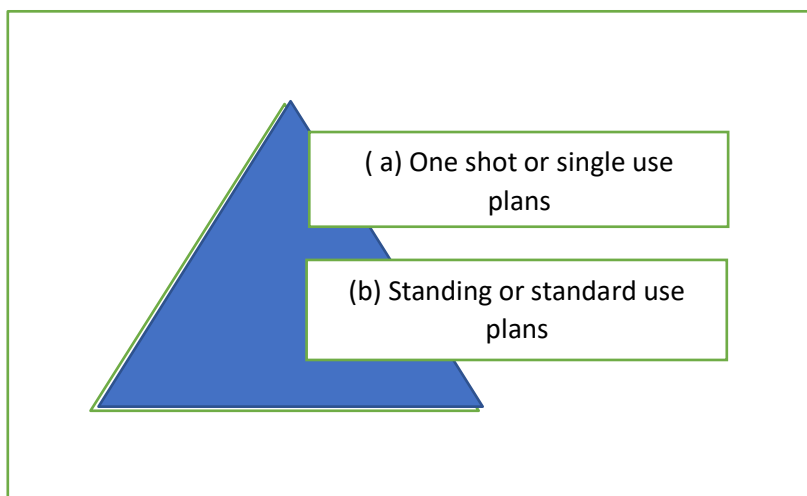 ( a) One shot or single use
plans
(b) Standing or standard use
plans